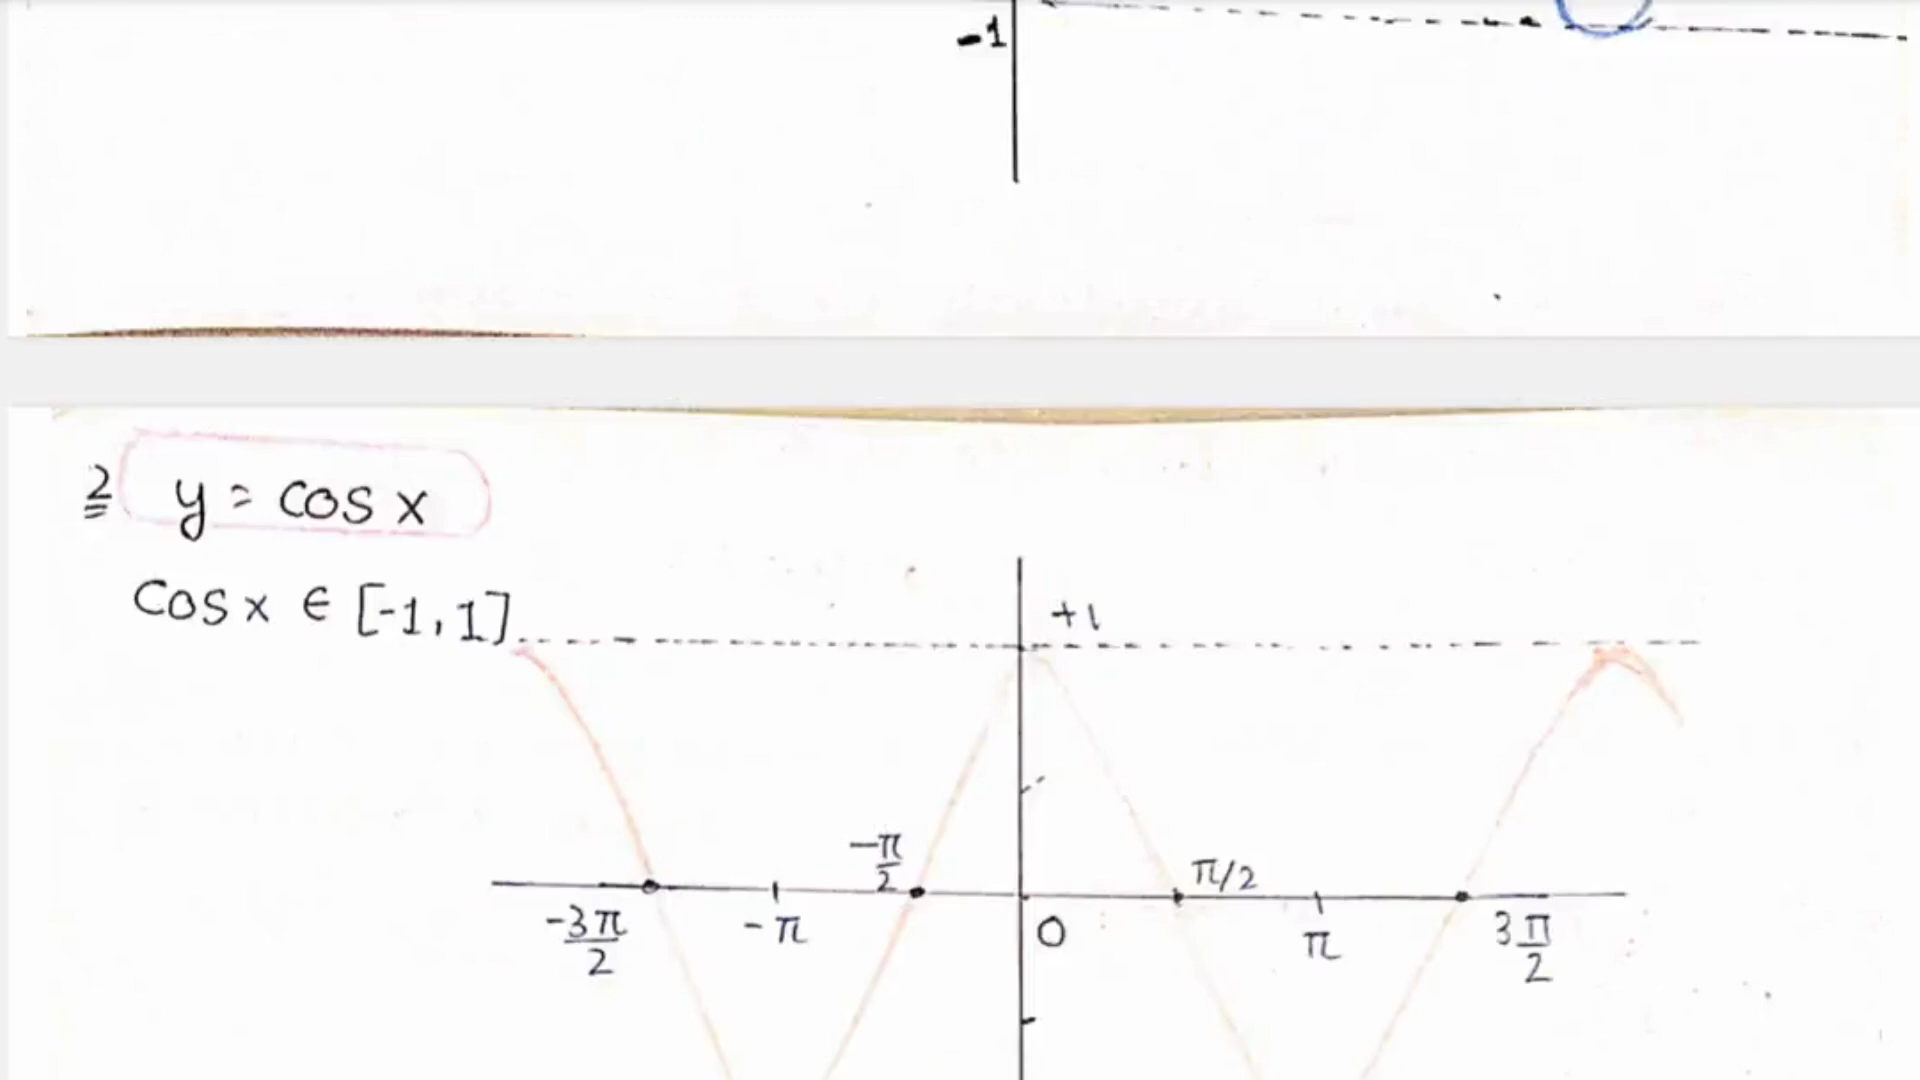 -1
2 y = cos x
cos x ∈ [-1, 1]
+1
-π/2
π/2
-3π/2
-π
0
π
3π/2